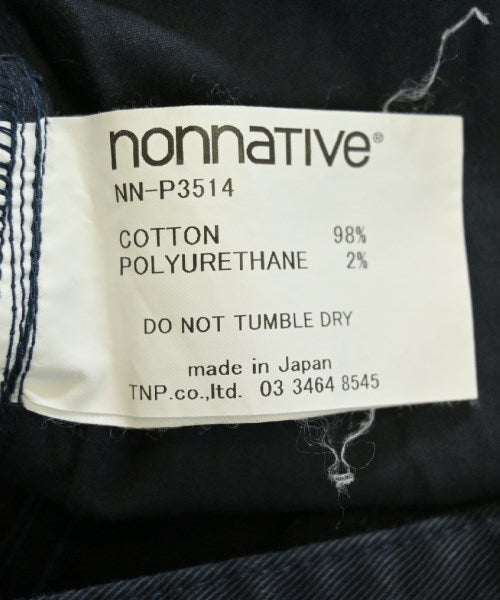 nonnative®
NN-P3514
COTTON 98%
POLYURETHANE 2%
DO NOT TUMBLE DRY
made in Japan
TNP.co.,ltd. 03 3464 8545